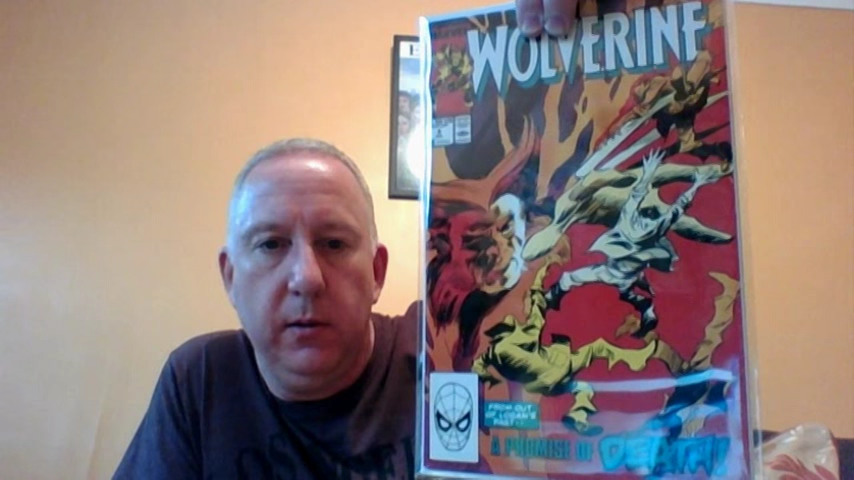 WOLVERINE
FROM OUT
OF LOGAN'S
PAST--
A PROMISE OF DEATH!